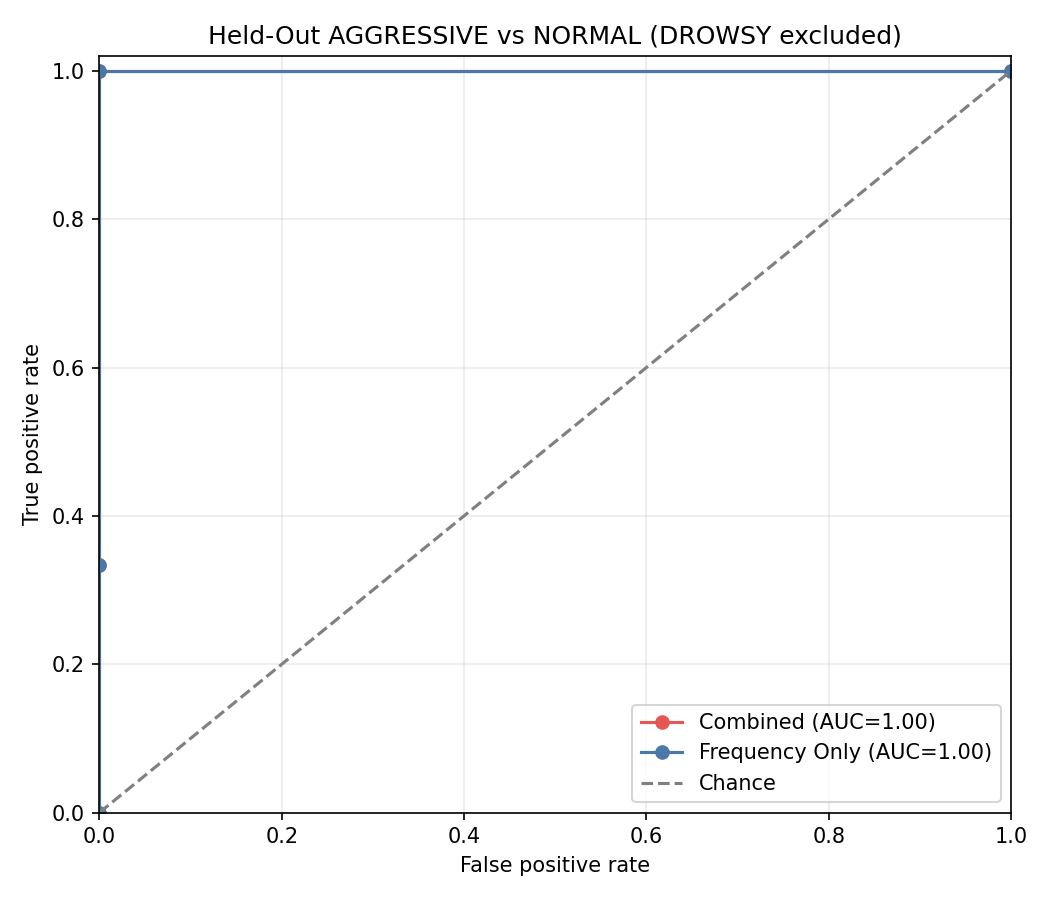 Held-Out AGGRESSIVE vs NORMAL (DROWSY excluded)
1.0
0.8
0.6
0.4
0.2
0.0
True positive rate
Combined (AUC=1.00)
Frequency Only (AUC=1.00)
Chance
0.0 0.2 0.4 0.6 0.8 1.0
False positive rate